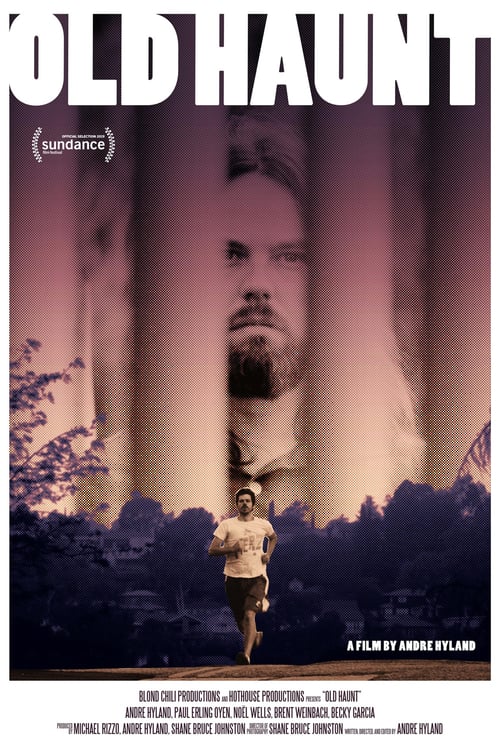 OLD HAUNT
OFFICIAL SELECTION 2019
sundance
film festival
A FILM BY ANDRE HYLAND
BLOND CHILI PRODUCTIONS AND HOTHOUSE PRODUCTIONS PRESENTS "OLD HAUNT"
ANDRE HYLAND, PAUL ERLING OYEN, NOËL WELLS, BRENT WEINBACH, BECKY GARCIA
PRODUCED BY MICHAEL RIZZO, ANDRE HYLAND, SHANE BRUCE JOHNSTON DIRECTOR OF PHOTOGRAPHY SHANE BRUCE JOHNSTON WRITTEN, DIRECTED, AND EDITED BY ANDRE HYLAND